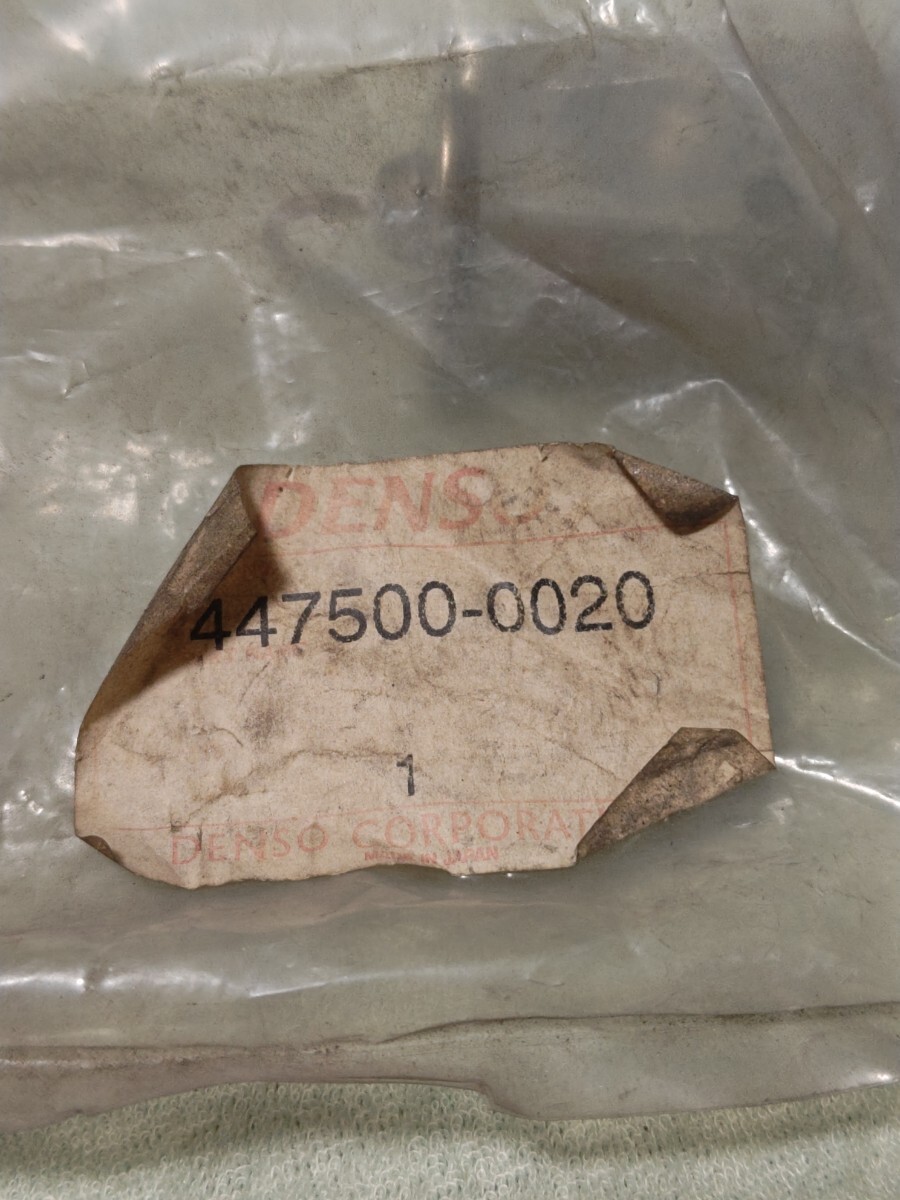 DENSO
447500-0020
1
DENSO CORPORAT
MADE IN JAPAN